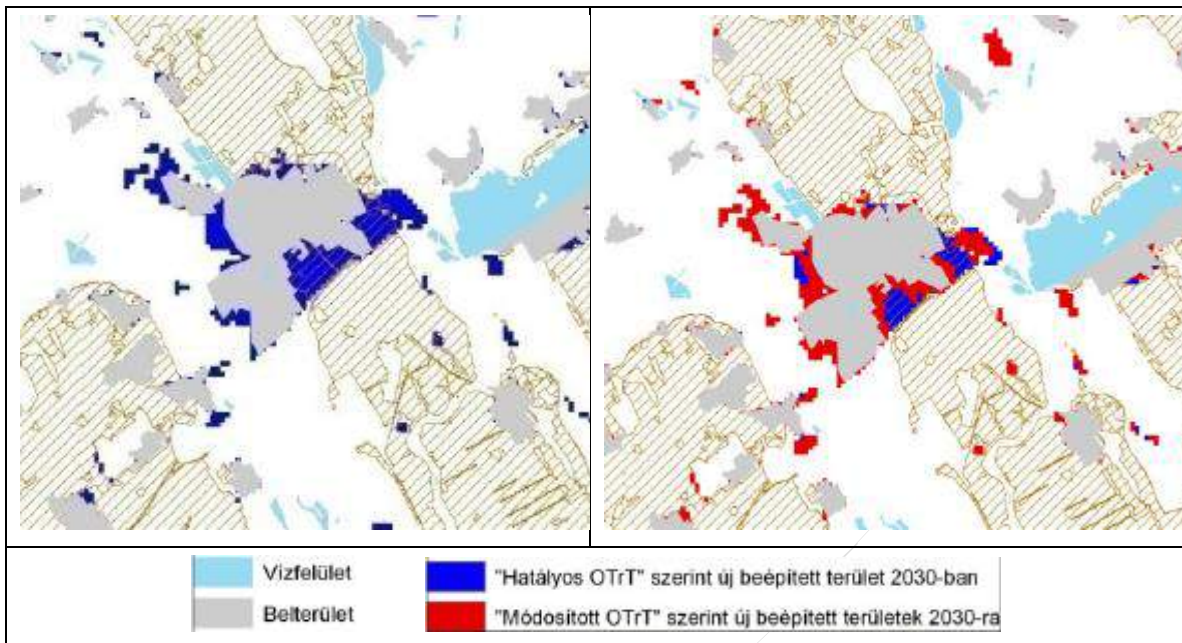 Vízfelület
"Hatályos OTrT" szerint új beépített terület 2030-ban
Belterület
"Módosított OTrT" szerint új beépített területek 2030-ra